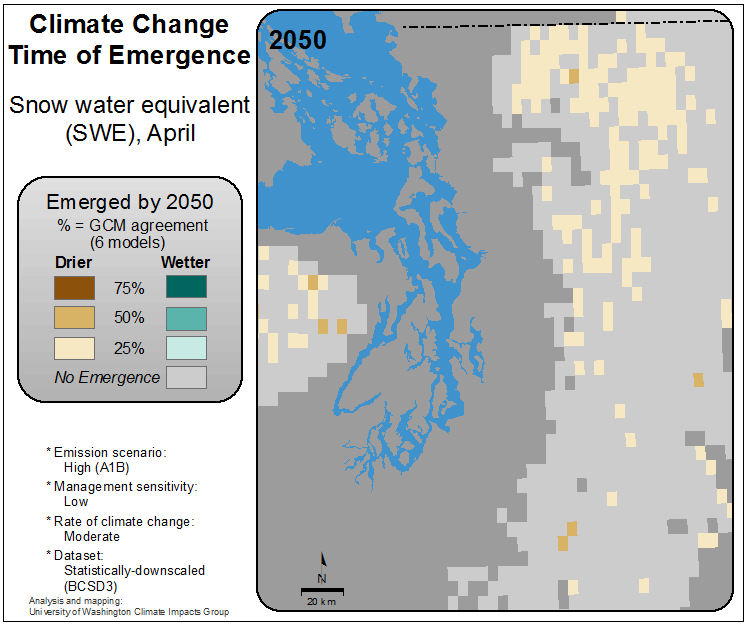 Climate Change
Time of Emergence
Snow water equivalent
(SWE), April
Emerged by 2050
% = GCM agreement
(6 models)
Drier Wetter
75%
50%
25%
No Emergence
* Emission scenario:
High (A1B)
* Management sensitivity:
Low
* Rate of climate change:
Moderate
* Dataset:
Statistically-downscaled
(BCSD3)
Analysis and mapping:
University of Washington Climate Impacts Group
2050
N
20 km